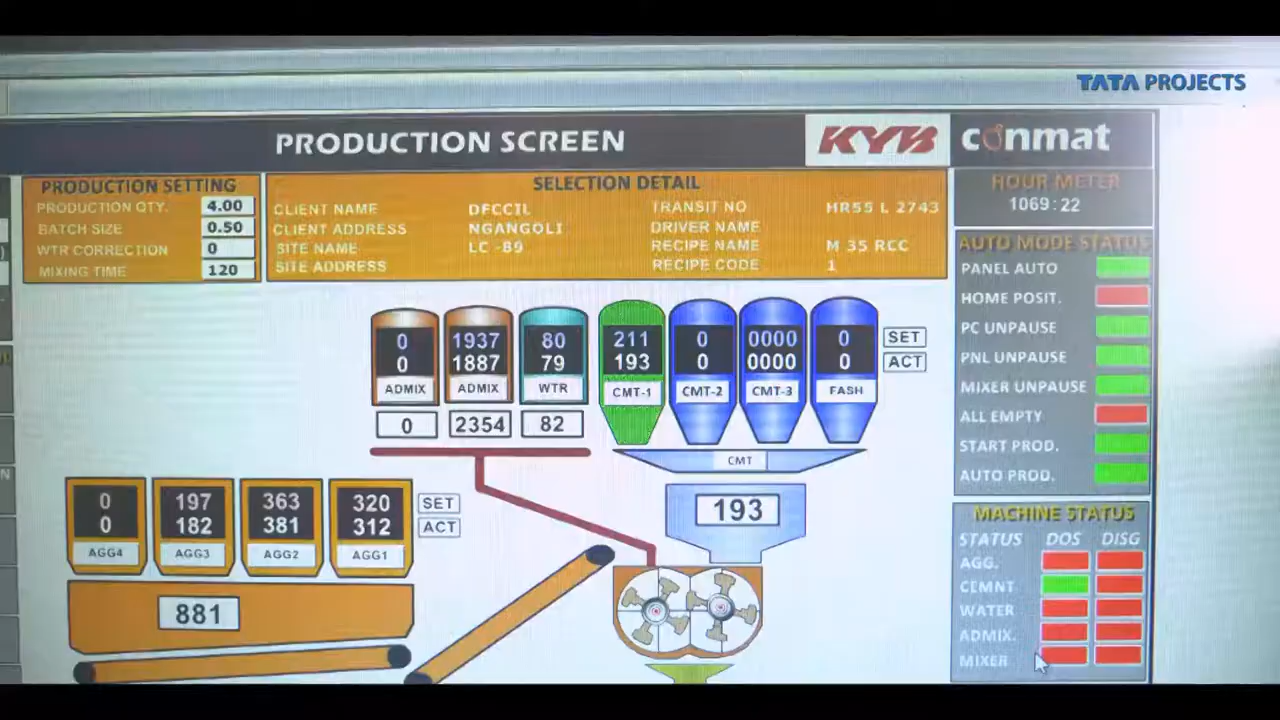 TATA PROJECTS
PRODUCTION SCREEN
KYB
conmat
PRODUCTION SETTING
PRODUCTION QTY. 4.00
BATCH SIZE 0.50
WTR CORRECTION 0
MIXING TIME 120
SELECTION DETAIL
CLIENT NAME DFCCIL
CLIENT ADDRESS NGANGOLI
SITE NAME LC -89
SITE ADDRESS
TRANSIT NO HR55 L 2743
DRIVER NAME
RECIPE NAME M 35 RCC
RECIPE CODE 1
HOUR METER
1069:22
AUTO MODE STATUS
PANEL AUTO
HOME POSIT.
PC UNPAUSE
PNL UNPAUSE
MIXER UNPAUSE
ALL EMPTY
START PROD.
AUTO PROD.
0 1937 80 211 0 0000 0 SET
0 1887 79 193 0 0000 0 ACT
ADMIX ADMIX WTR CMT-1 CMT-2 CMT-3 FASH
0 2354 82
CMT
193
0 197 363 320 SET
0 182 381 312 ACT
AGG4 AGG3 AGG2 AGG1
881
MACHINE STATUS
STATUS DOS DISG
AGG.
CEMNT
WATER
ADMIX.
MIXER